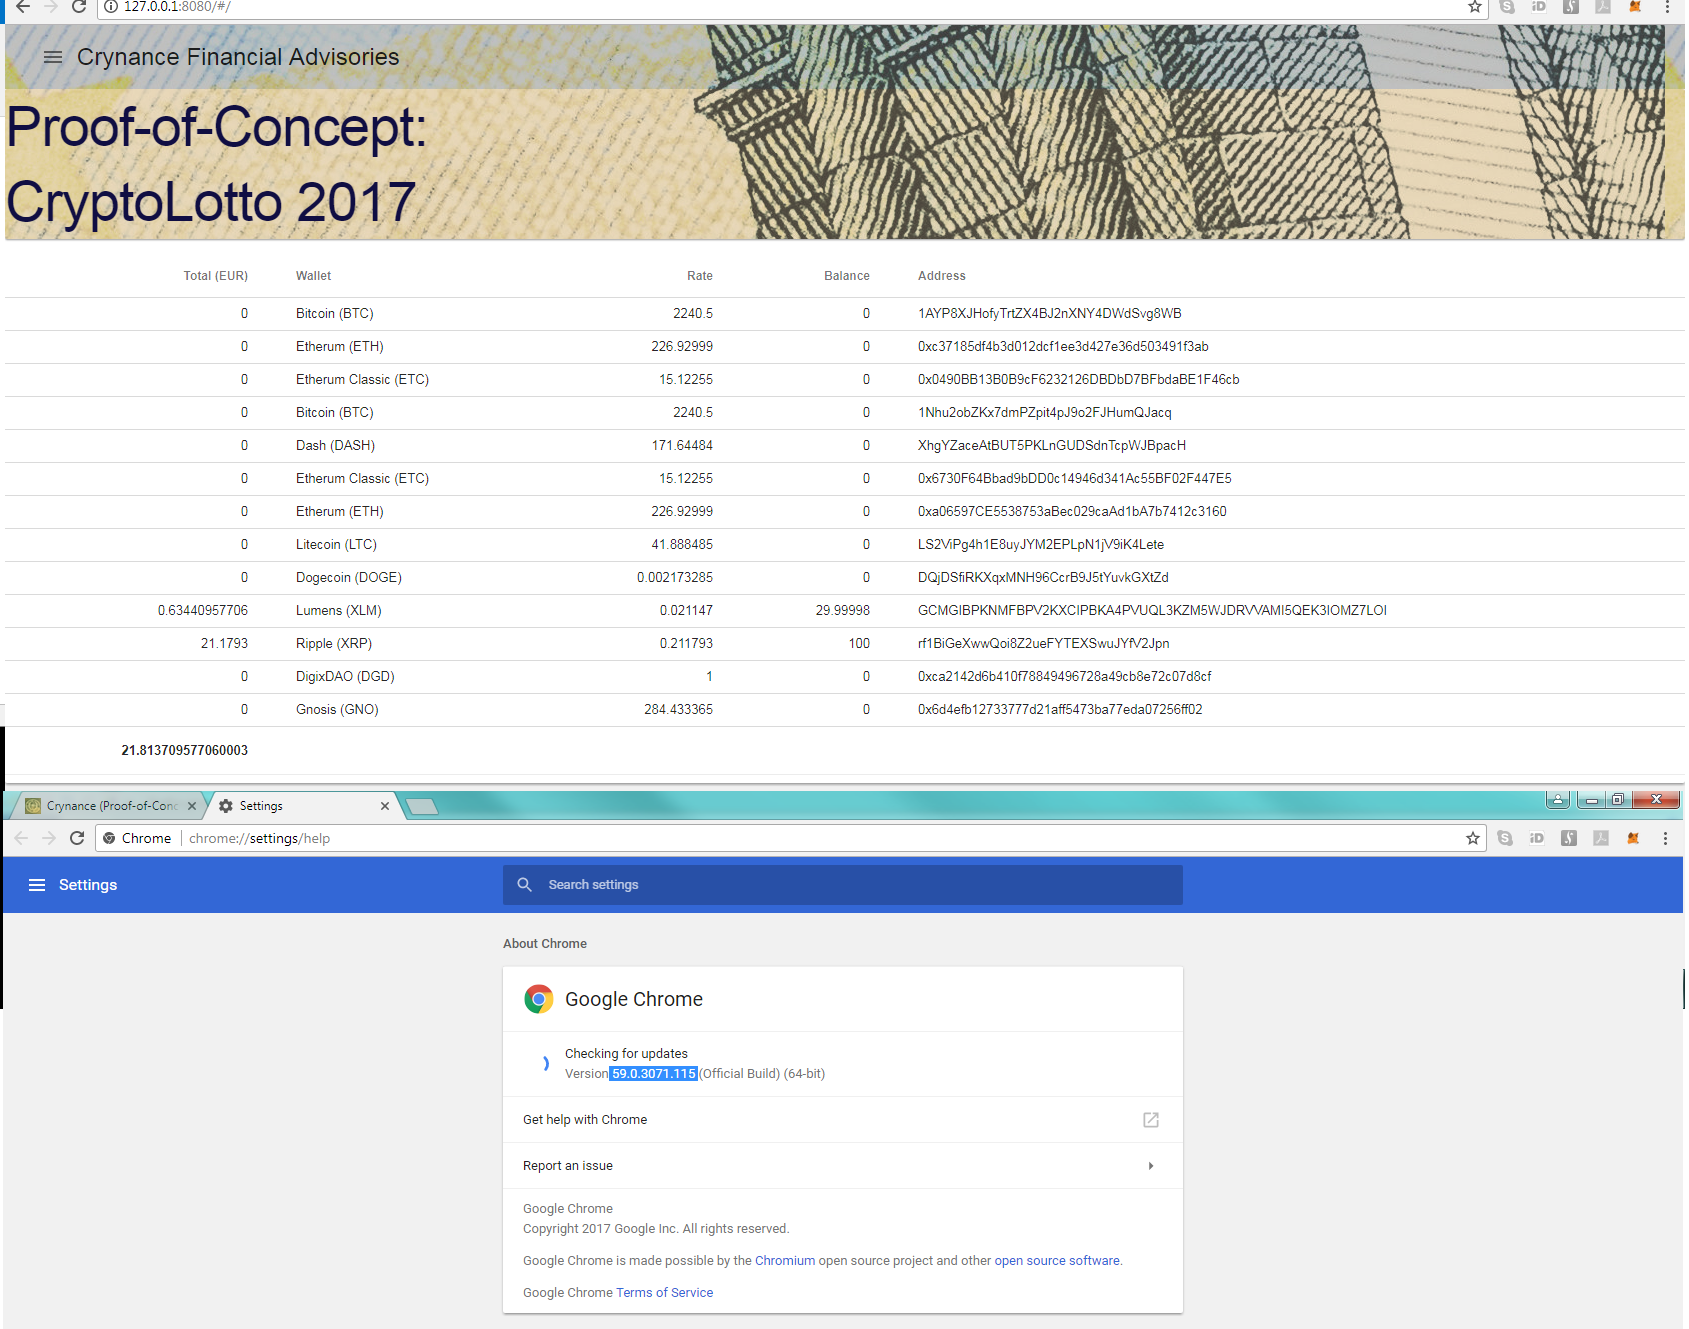 127.0.0.1:8080/#/
Crynance Financial Advisories
Proof-of-Concept:
CryptoLotto 2017
Total (EUR) Wallet Rate Balance Address
0 Bitcoin (BTC) 2240.5 0 1AYP8XJHofyTrtZX4BJ2nXNY4DWdSvg8WB
0 Etherum (ETH) 226.92999 0 0xc37185df4b3d012dcf1ee3d427e36d503491f3ab
0 Etherum Classic (ETC) 15.12255 0 0x0490BB13B0B9cF6232126DBDbD7BFbdaBE1F46cb
0 Bitcoin (BTC) 2240.5 0 1Nhu2obZKx7dmPZpit4pJ9o2FJHumQJacq
0 Dash (DASH) 171.64484 0 XhgYZaceAtBUT5PKLnGUDSdnTcpWJBpacH
0 Etherum Classic (ETC) 15.12255 0 0x6730F64Bbad9bDD0c14946d341Ac55BF02F447E5
0 Etherum (ETH) 226.92999 0 0xa06597CE5538753aBec029caAd1bA7b7412c3160
0 Litecoin (LTC) 41.888485 0 LS2ViPg4h1E8uyJYM2EPLpN1jV9iK4Lete
0 Dogecoin (DOGE) 0.002173285 0 DQjDSfiRKXqxMNH96CcrB9J5tYuvkGXtZd
0.63440957706 Lumens (XLM) 0.021147 29.99998 GCMGIBPKNMFBPV2KXCIPBKA4PVUQL3KZM5WJDRVVAMI5QEK3IOMZ7LOI
21.1793 Ripple (XRP) 0.211793 100 rf1BiGeXwwQoi8Z2ueFYTEXSwuJYfV2Jpn
0 DigixDAO (DGD) 1 0 0xca2142d6b410f78849496728a49cb8e72c07d8cf
0 Gnosis (GNO) 284.433365 0 0x6d4efb12733777d21aff5473ba77eda07256ff02
21.813709577060003
Crynance (Proof-of-Conc Settings
Chrome chrome://settings/help
Settings Search settings
About Chrome
Google Chrome
Checking for updates
Version 59.0.3071.115 (Official Build) (64-bit)
Get help with Chrome
Report an issue
Google Chrome
Copyright 2017 Google Inc. All rights reserved.
Google Chrome is made possible by the Chromium open source project and other open source software.
Google Chrome Terms of Service